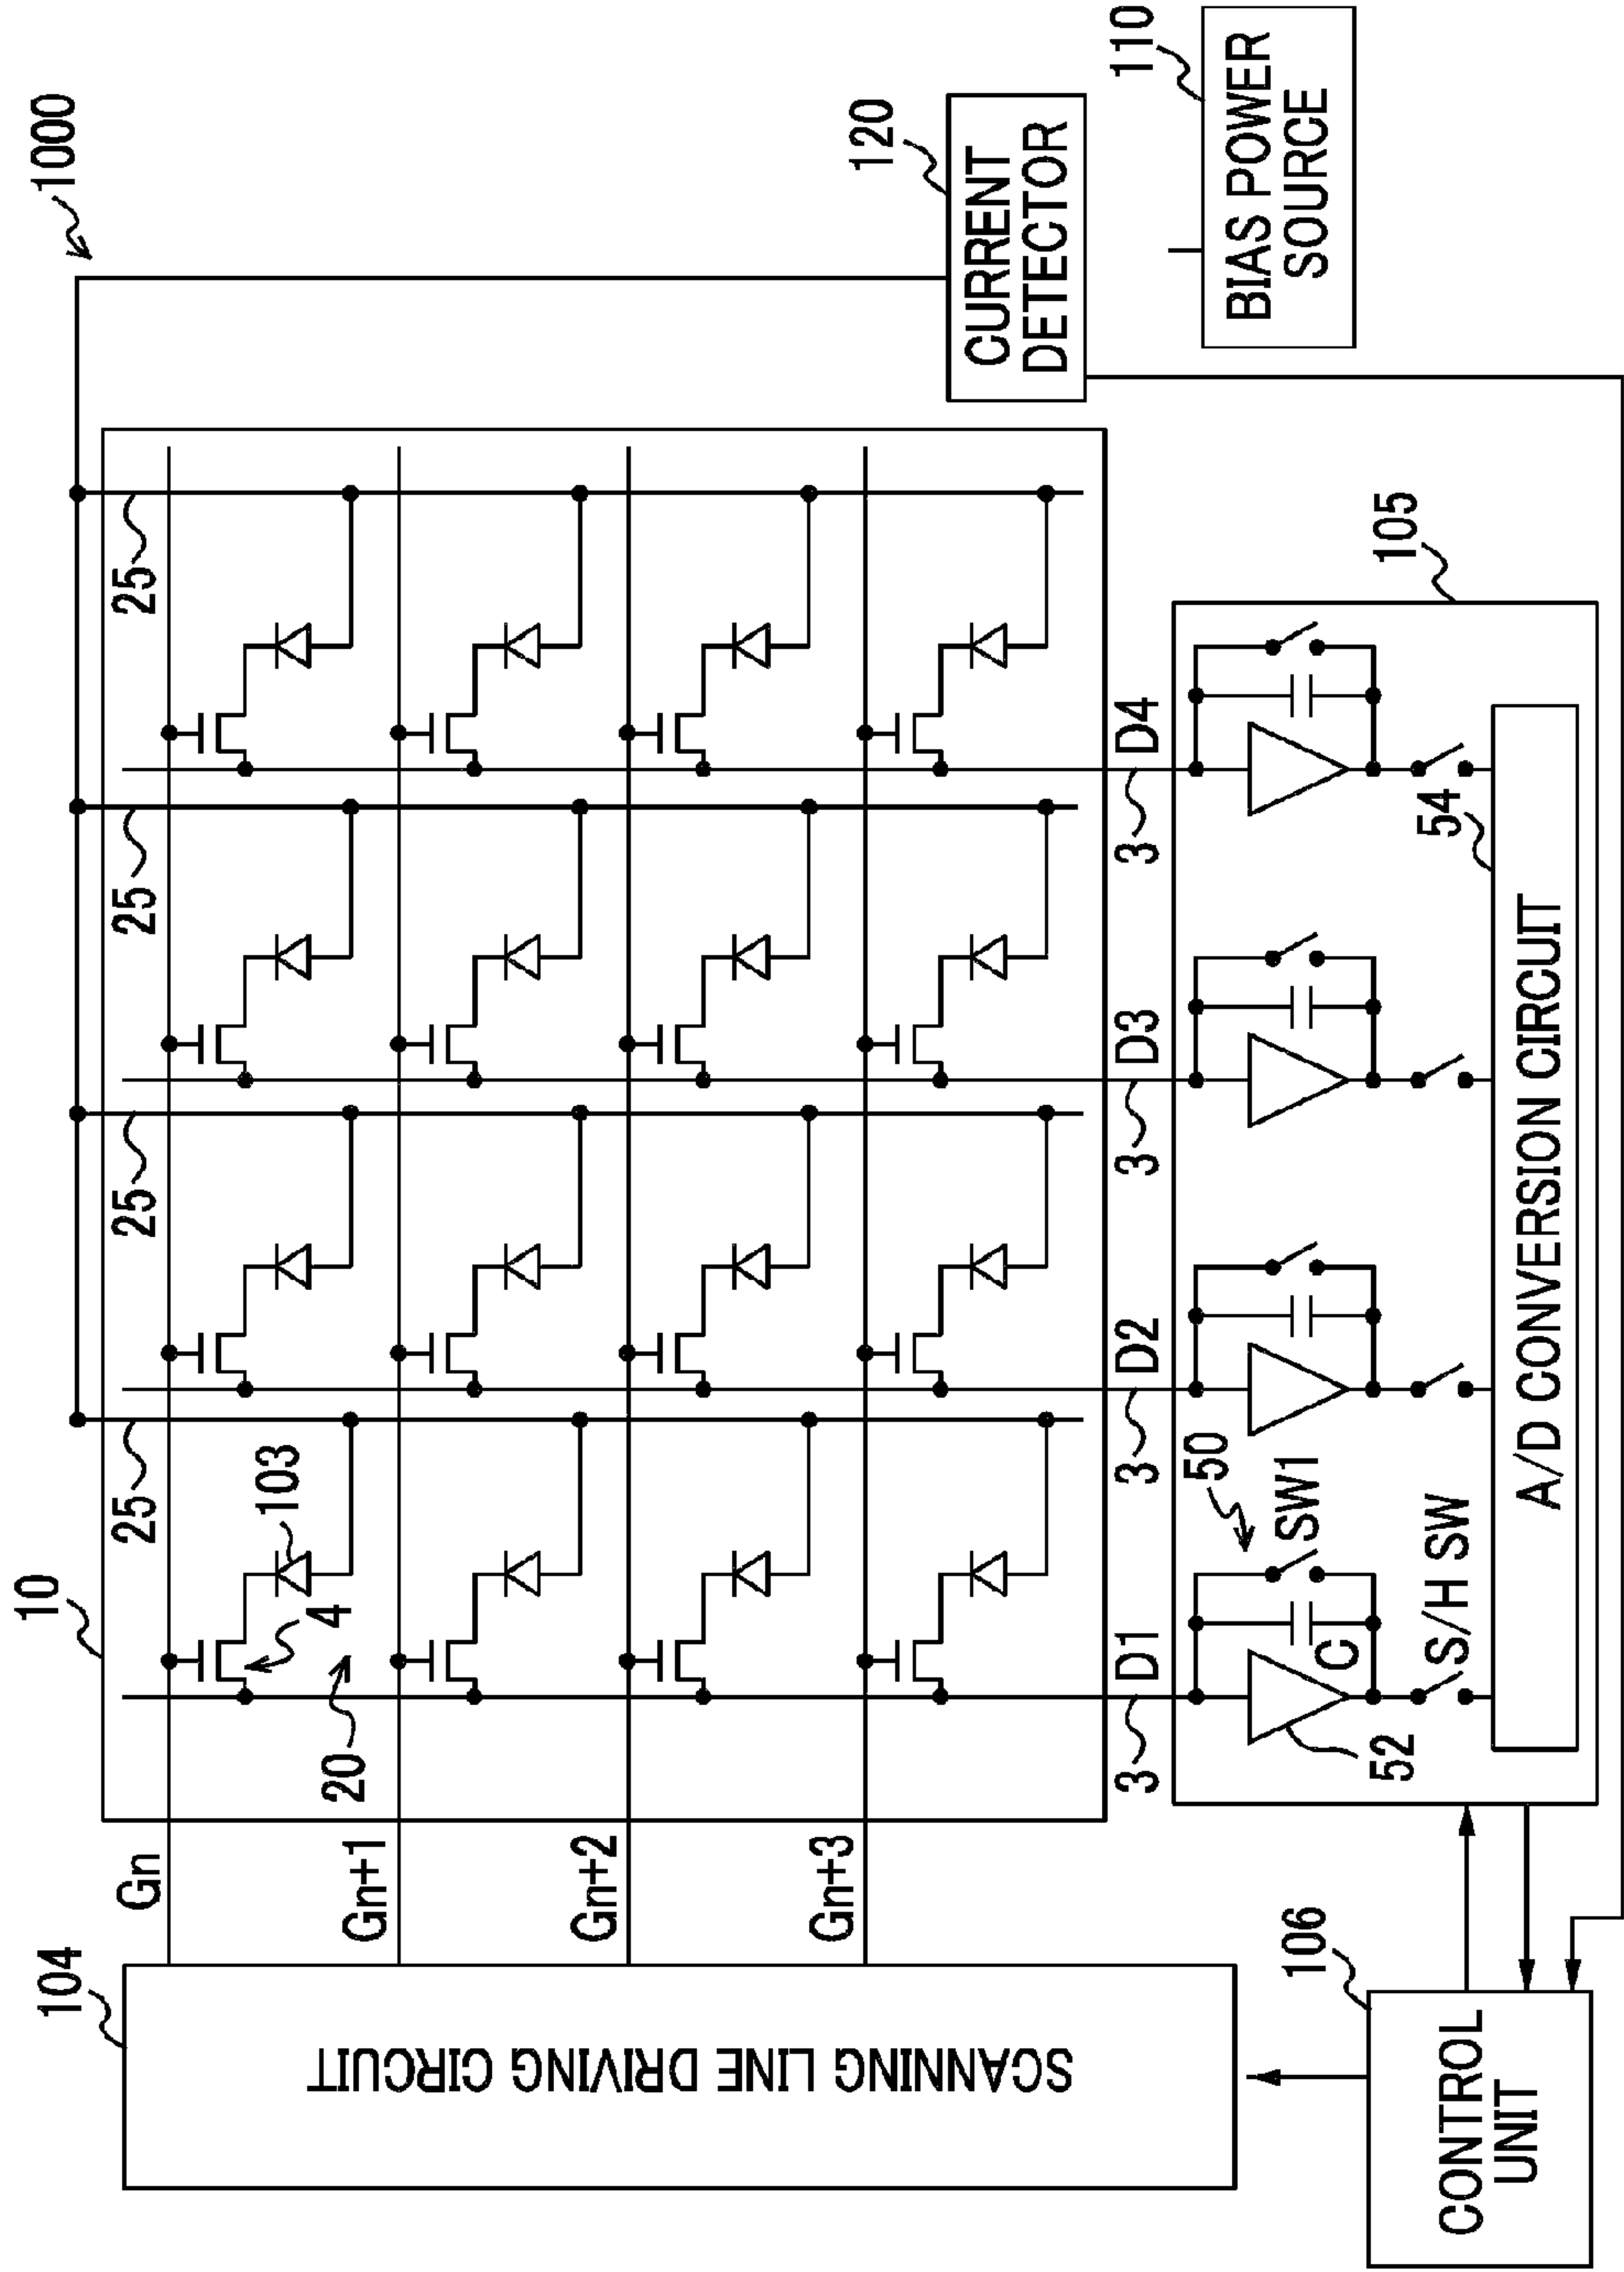 1000
10
104
25
25
25
25
Gn
103
4
20
Gn+1
Gn+2
Gn+3
SCANNING LINE DRIVING CIRCUIT
120
CURRENT
DETECTOR
110
BIAS POWER
SOURCE
3 D1
3 D2
3 D3
3 D4
105
50
SW1
C
52
S/H SW
54
A/D CONVERSION CIRCUIT
106
CONTROL
UNIT